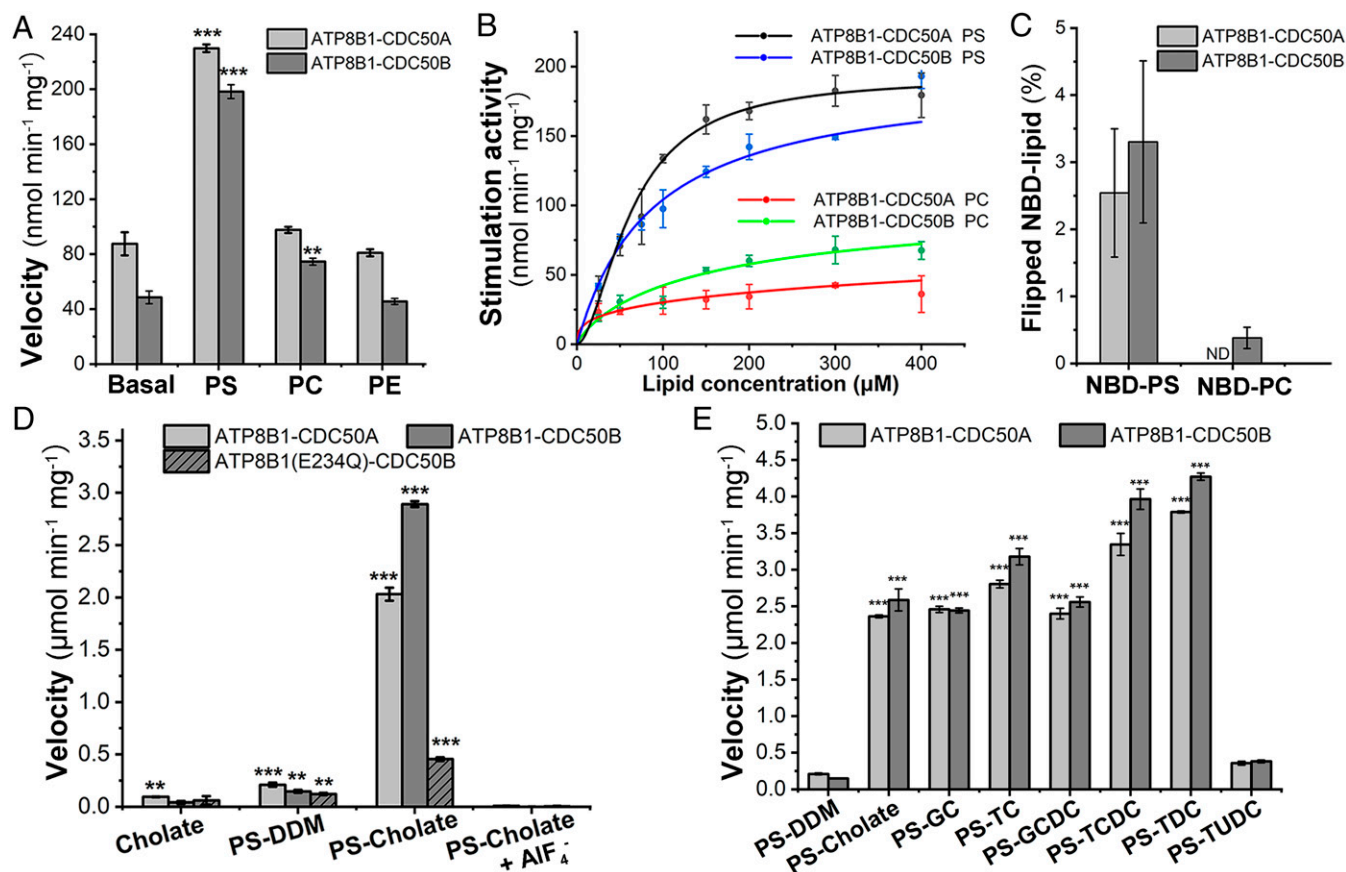 A
ATP8B1-CDC50A
ATP8B1-CDC50B
Velocity (nmol min⁻¹ mg⁻¹)
240
200
160
120
80
40
0
***
***
**
Basal PS PC PE
B
ATP8B1-CDC50A PS
ATP8B1-CDC50B PS
ATP8B1-CDC50A PC
ATP8B1-CDC50B PC
Stimulation activity
(nmol min⁻¹ mg⁻¹)
200
150
100
50
0
0 100 200 300 400
Lipid concentration (µM)
C
ATP8B1-CDC50A
ATP8B1-CDC50B
Flipped NBD-lipid (%)
5
4
3
2
1
0
ND
NBD-PS NBD-PC
D
ATP8B1-CDC50A ATP8B1-CDC50B
ATP8B1(E234Q)-CDC50B
Velocity (µmol min⁻¹ mg⁻¹)
3.5
3.0
2.5
2.0
1.5
1.0
0.5
0.0
**
*** ** **
*** *** ***
Cholate
PS-DDM
PS-Cholate
PS-Cholate
+ AlF₄⁻
E
ATP8B1-CDC50A ATP8B1-CDC50B
Velocity (µmol min⁻¹ mg⁻¹)
5.0
4.5
4.0
3.5
3.0
2.5
2.0
1.5
1.0
0.5
0.0
*** ***
*** ***
*** ***
*** ***
*** ***
*** ***
PS-DDM
PS-Cholate
PS-GC
PS-TC
PS-GCDC
PS-TCDC
PS-TDC
PS-TUDC